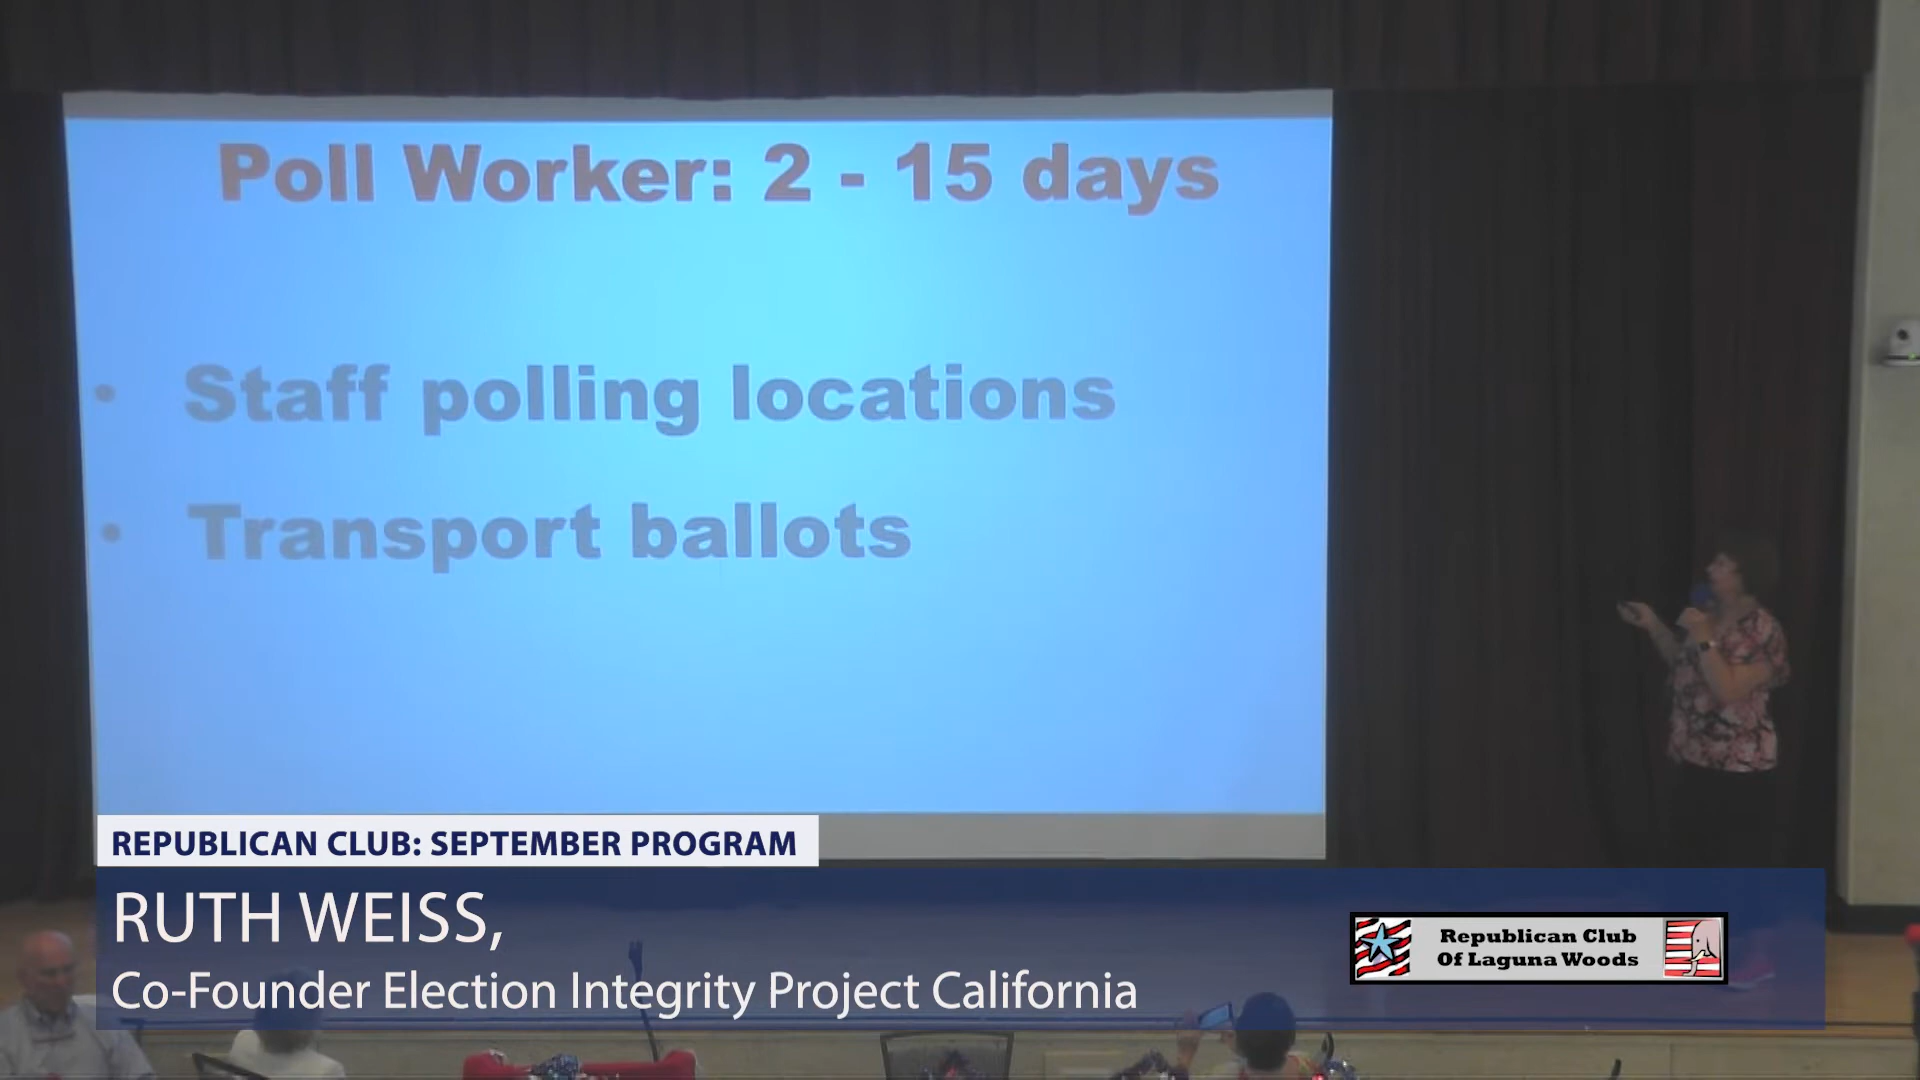 Poll Worker: 2 - 15 days
• Staff polling locations
• Transport ballots
REPUBLICAN CLUB: SEPTEMBER PROGRAM
RUTH WEISS,
Co-Founder Election Integrity Project California
Republican Club
Of Laguna Woods